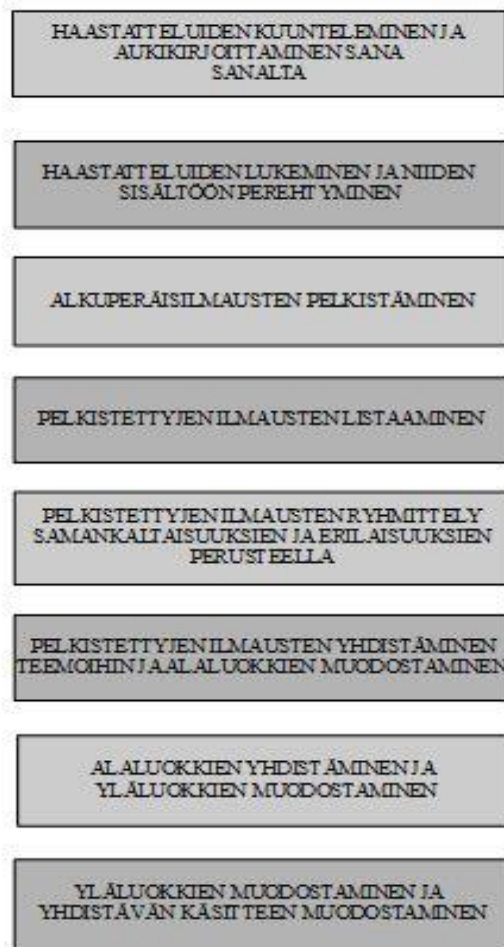 HAASTATTELUIDEN KUUNTELEMINEN JA
AUKIKIRJOITTAMINEN SANA
SANALTA
HAASTATTELUIDEN LUKEMINEN JA NIIDEN
SISÄLTÖÖN PEREHTYMINEN
ALKUPERÄISILMAUSTEN PELKISTÄMINEN
PELKISTETTYJEN ILMAUSTEN LISTAAMINEN
PELKISTETTYJEN ILMAUSTEN RYHMITTELY
SAMANKALTAISUUKSIEN JA ERILAISUUKSIEN
PERUSTEELLA
PELKISTETTYJEN ILMAUSTEN YHDISTÄMINEN
TEEMOIHIN JA ALALUOKKIEN MUODOSTAMINEN
ALALUOKKIEN YHDISTÄMINEN JA
YLÄLUOKKIEN MUODOSTAMINEN
YLÄLUOKKIEN MUODOSTAMINEN JA
YHDISTÄVÄN KÄSITTEEN MUODOSTAMINEN